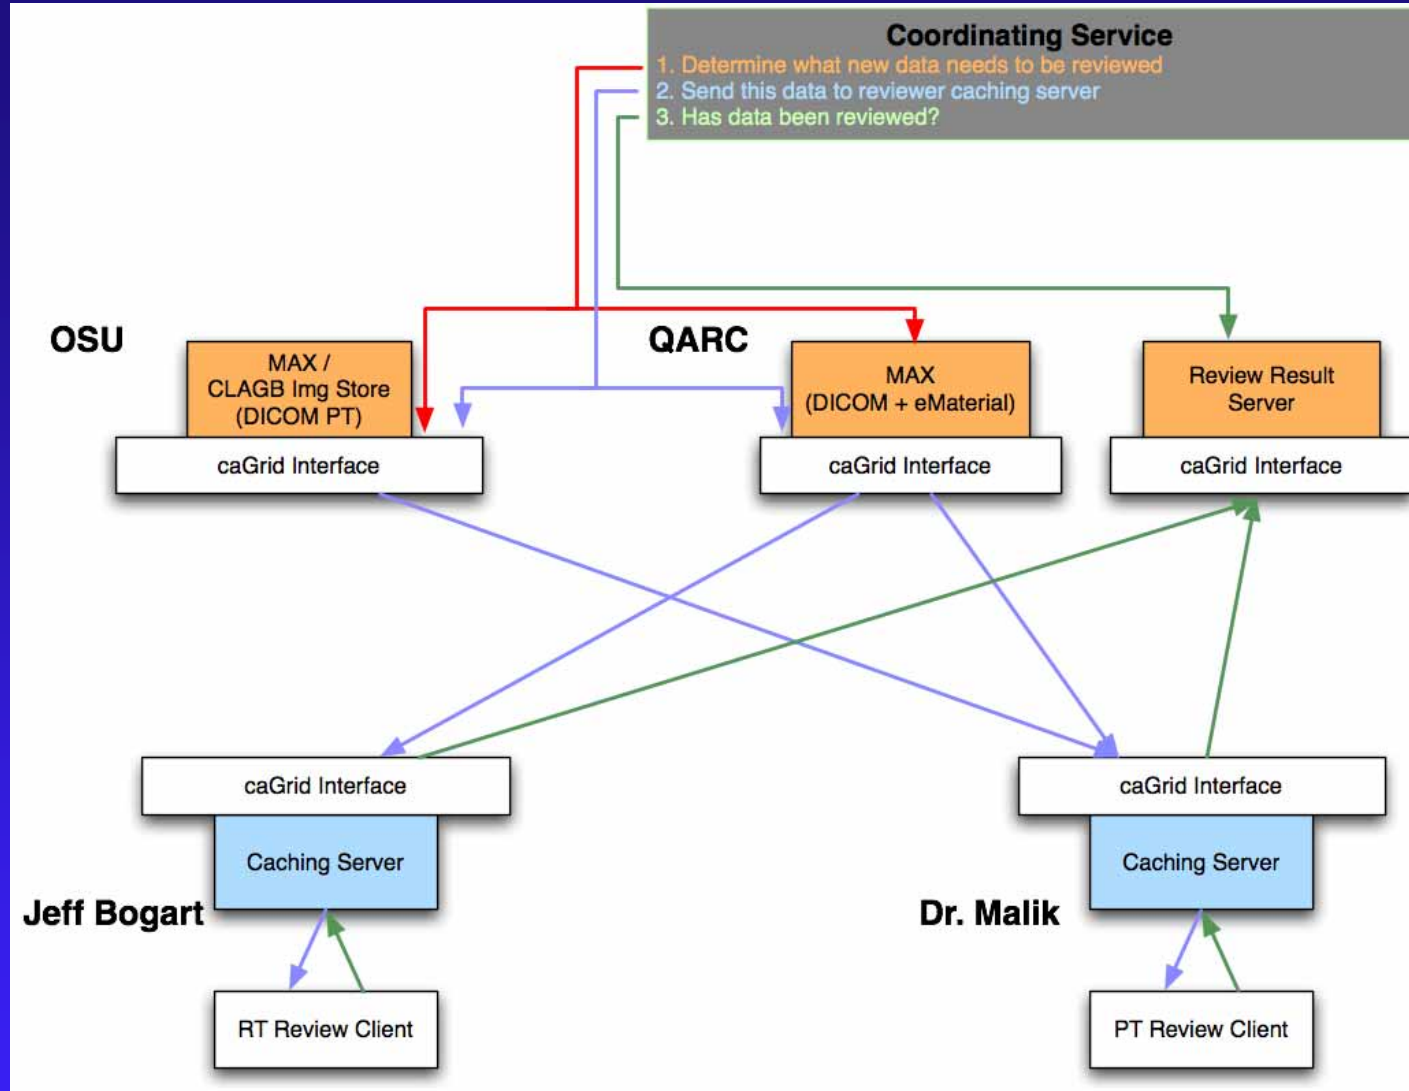 Coordinating Service
1. Determine what new data needs to be reviewed
2. Send this data to reviewer caching server
3. Has data been reviewed?
OSU
QARC
MAX /
CLAGB Img Store
(DICOM PT)
caGrid Interface
MAX
(DICOM + eMaterial)
caGrid Interface
Review Result
Server
caGrid Interface
caGrid Interface
Caching Server
Jeff Bogart
RT Review Client
caGrid Interface
Caching Server
Dr. Malik
PT Review Client